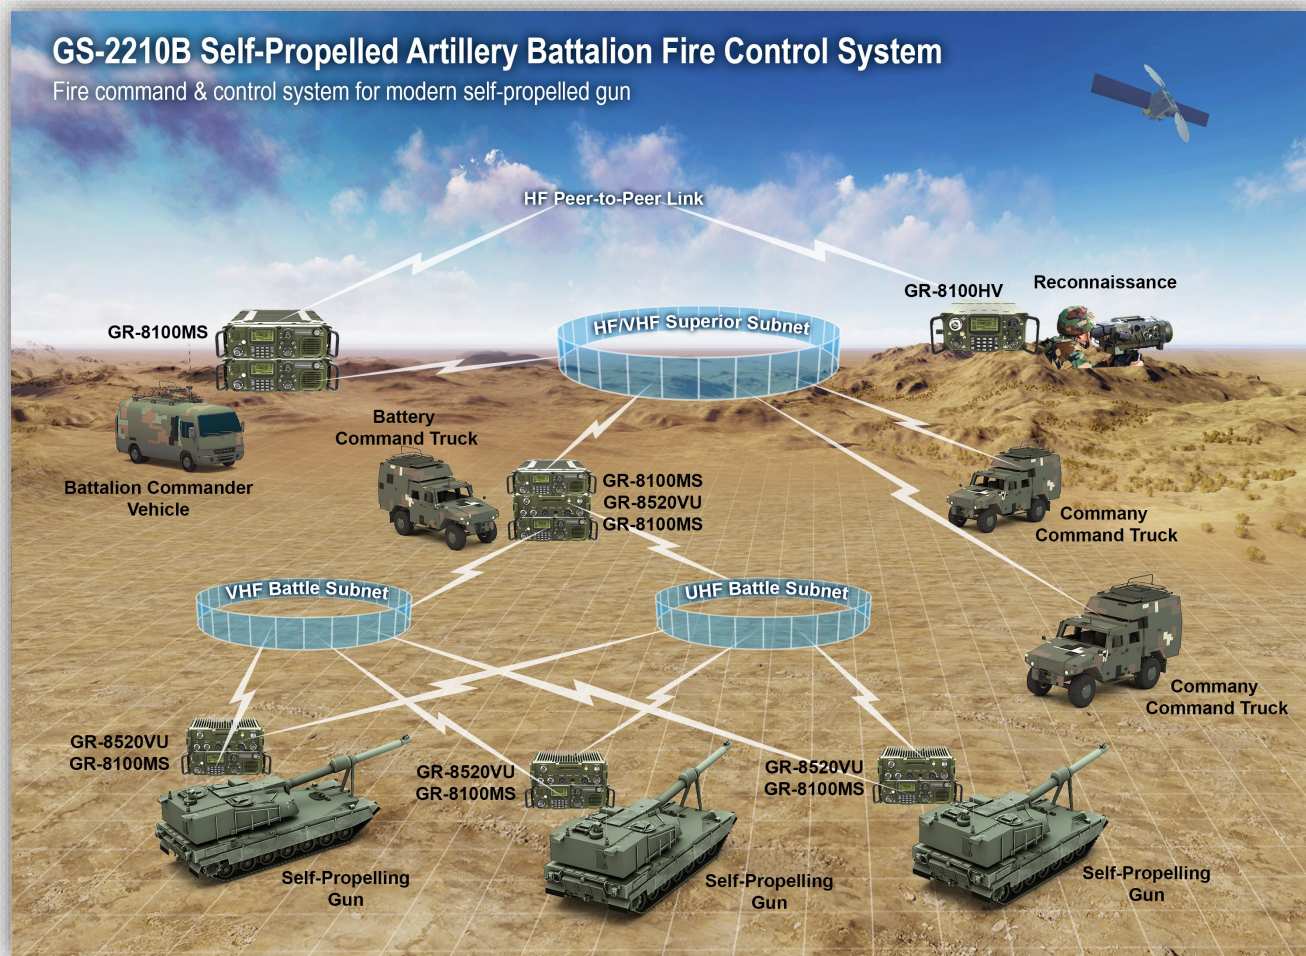 GS-2210B Self-Propelled Artillery Battalion Fire Control System
Fire command & control system for modern self-propelled gun
HF Peer-to-Peer Link
GR-8100HV
Reconnaissance
GR-8100MS
HF/VHF Superior Subnet
Battery
Command Truck
Battalion Commander
Vehicle
GR-8100MS
GR-8520VU
GR-8100MS
Commany
Command Truck
VHF Battle Subnet
UHF Battle Subnet
Commany
Command Truck
GR-8520VU
GR-8100MS
GR-8520VU
GR-8100MS
GR-8520VU
GR-8100MS
Self-Propelling
Gun
Self-Propelling
Gun
Self-Propelling
Gun